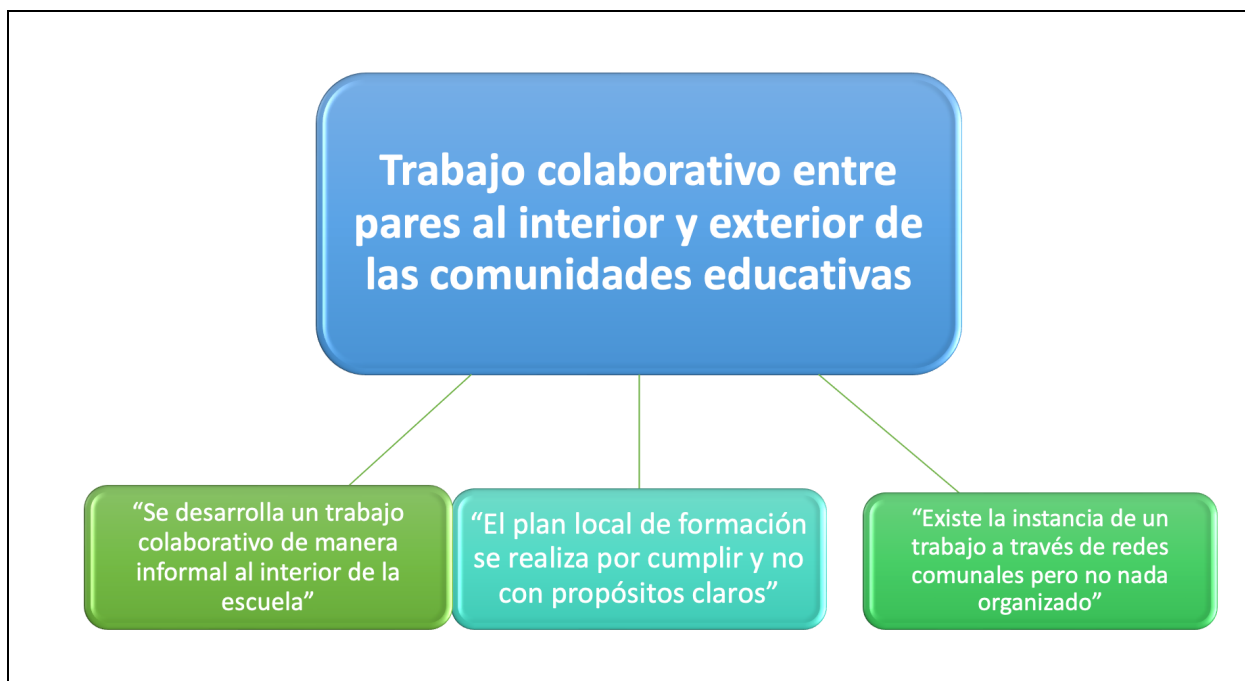 Trabajo colaborativo entre
pares al interior y exterior de
las comunidades educativas
“Se desarrolla un trabajo
colaborativo de manera
informal al interior de la
escuela”
“El plan local de formación
se realiza por cumplir y no
con propósitos claros”
“Existe la instancia de un
trabajo a través de redes
comunales pero no nada
organizado”